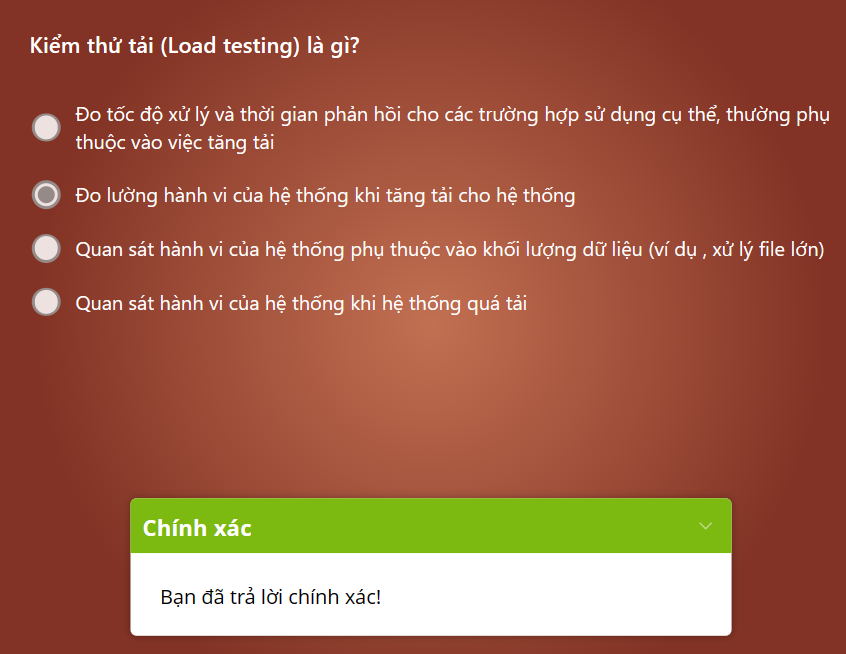 Kiểm thử tải (Load testing) là gì?
Đo tốc độ xử lý và thời gian phản hồi cho các trường hợp sử dụng cụ thể, thường phụ
thuộc vào việc tăng tải
Đo lường hành vi của hệ thống khi tăng tải cho hệ thống
Quan sát hành vi của hệ thống phụ thuộc vào khối lượng dữ liệu (ví dụ , xử lý file lớn)
Quan sát hành vi của hệ thống khi hệ thống quá tải
Chính xác
Bạn đã trả lời chính xác!